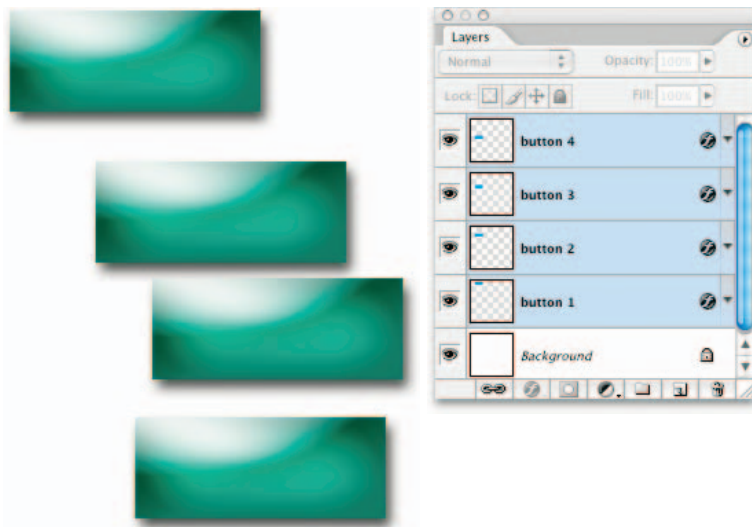 Layers
Normal Opacity: 100%
Lock: Fill: 100%
button 4
button 3
button 2
button 1
Background